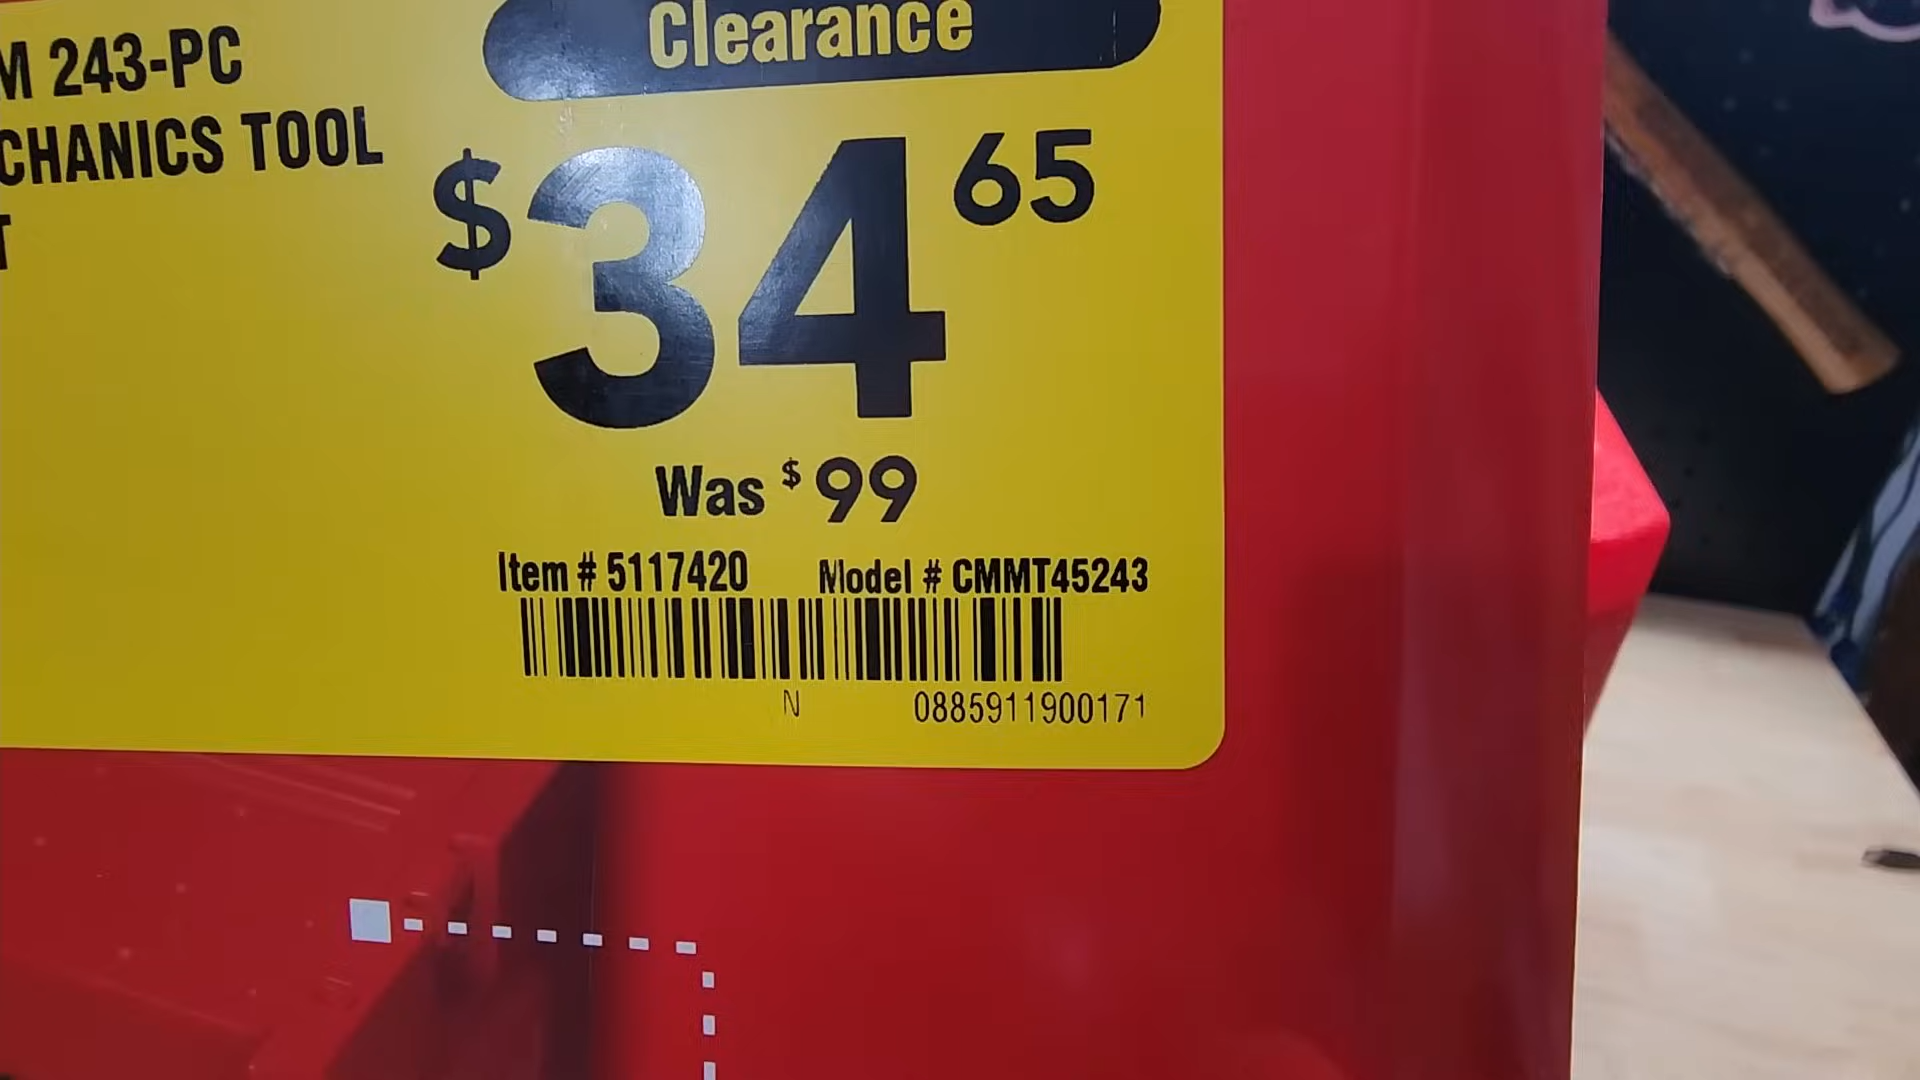 Clearance
M 243-PC
CHANICS TOOL
T
$34 65
Was $99
Item # 5117420 Model # CMMT45243
N 0885911900171